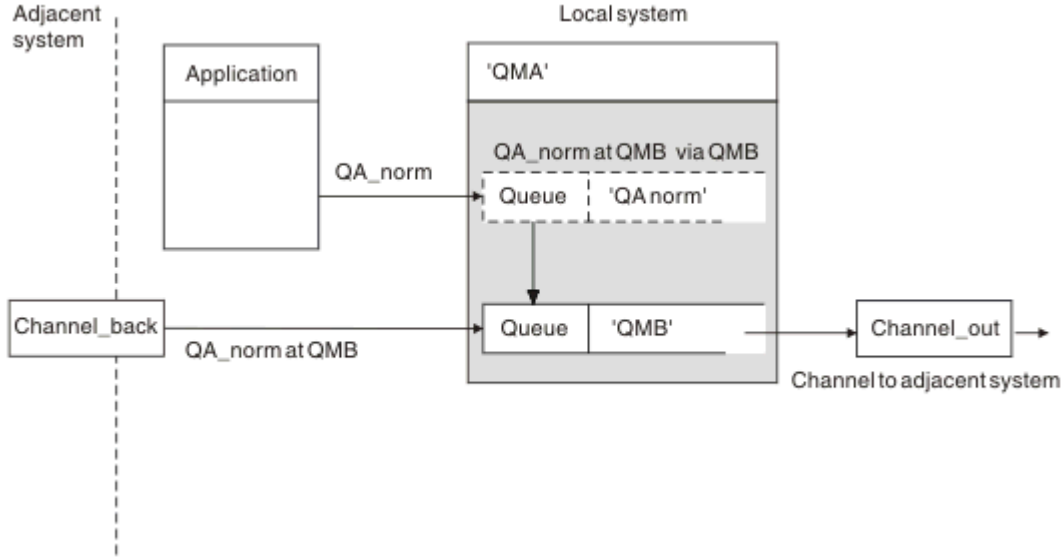 Adjacent
system
Local system
Application
'QMA'
QA_norm at QMB via QMB
QA_norm
Queue
'QA norm'
Channel_back
Queue
'QMB'
Channel_out
QA_norm at QMB
Channel to adjacent system